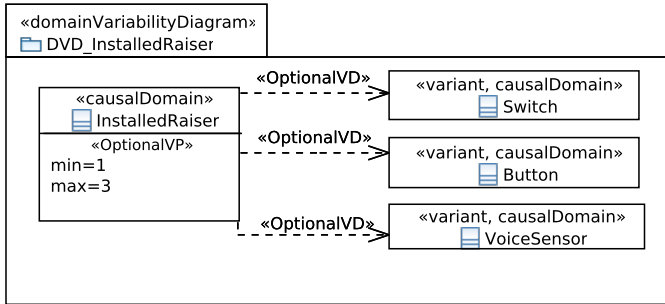 «domainVariabilityDiagram»
DVD_InstalledRaiser
«causalDomain»
InstalledRaiser
«OptionalVP»
min=1
max=3
«OptionalVD»
«variant, causalDomain»
Switch
«OptionalVD»
«variant, causalDomain»
Button
«OptionalVD»
«variant, causalDomain»
VoiceSensor